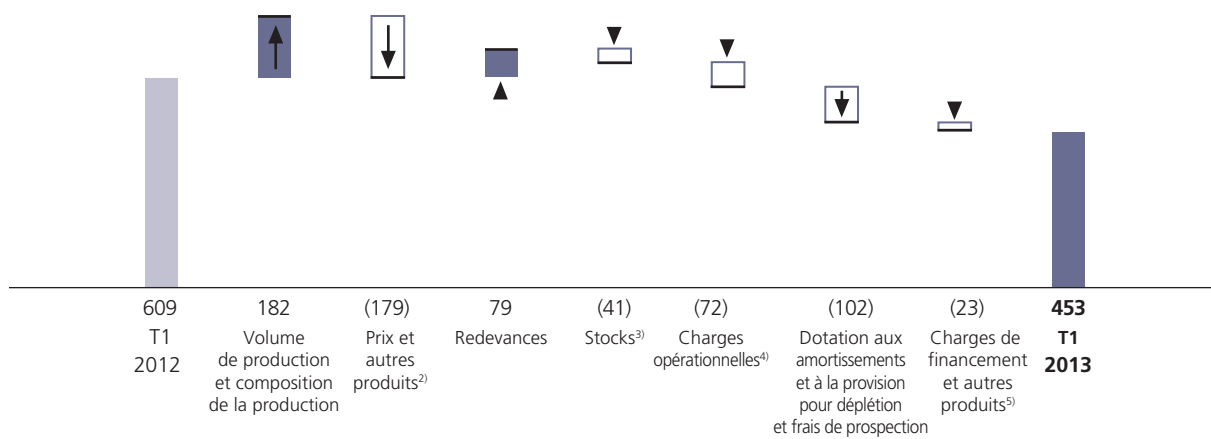 609 182 (179) 79 (41) (72) (102) (23) 453
T1
2012
Volume
de production
et composition
de la production
Prix et
autres
produits2)
Redevances
Stocks3)
Charges
opérationnelles4)
Dotation aux
amortissements
et à la provision
pour déplétion
et frais de prospection
Charges de
financement
et autres
produits5)
T1
2013